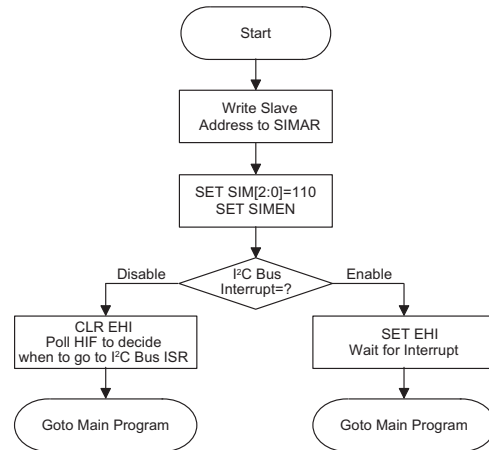 Start
Write Slave
Address to SIMAR
SET SIM[2:0]=110
SET SIMEN
I²C Bus
Interrupt=?
Disable
Enable
CLR EHI
Poll HIF to decide
when to go to I²C Bus ISR
SET EHI
Wait for Interrupt
Goto Main Program
Goto Main Program